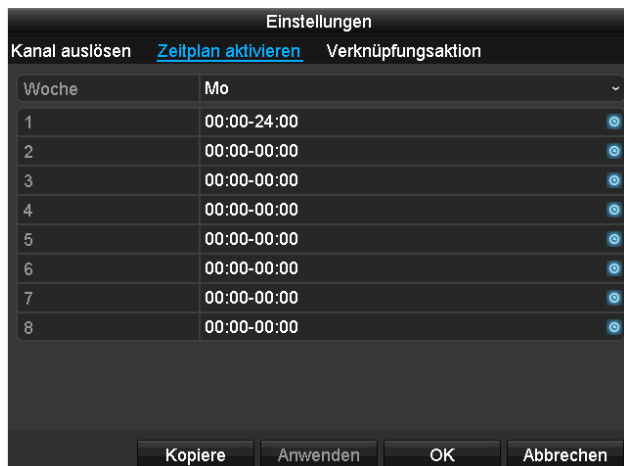 Einstellungen
Kanal auslösen Zeitplan aktivieren Verknüpfungsaktion
Woche Mo
1 00:00-24:00
2 00:00-00:00
3 00:00-00:00
4 00:00-00:00
5 00:00-00:00
6 00:00-00:00
7 00:00-00:00
8 00:00-00:00
Kopiere Anwenden OK Abbrechen